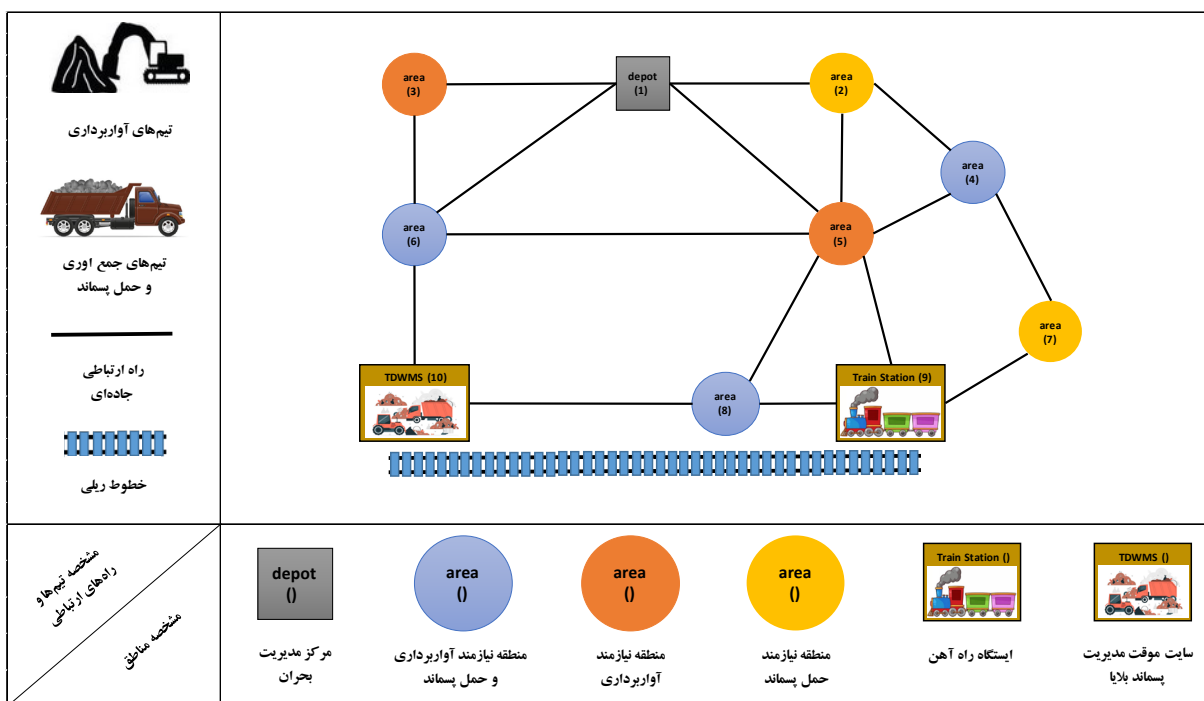 تیم‌های آواربرداری
تیم‌های جمع اوری
و حمل پسماند
راه ارتباطی
جاده‌ای
خطوط ریلی
area
(3)
depot
(1)
area
(2)
area
(4)
area
(6)
area
(5)
area
(7)
TDWMS (10)
area
(8)
Train Station (9)
مشخصه تیم‌ها و
راه‌های ارتباطی
مشخصه مناطق
depot
()
area
()
area
()
area
()
Train Station ()
TDWMS ()
مرکز مدیریت
بحران
منطقه نیازمند آواربرداری
و حمل پسماند
منطقه نیازمند
آواربرداری
منطقه نیازمند
حمل پسماند
ایستگاه راه آهن
سایت موقت مدیریت
پسماند بلایا